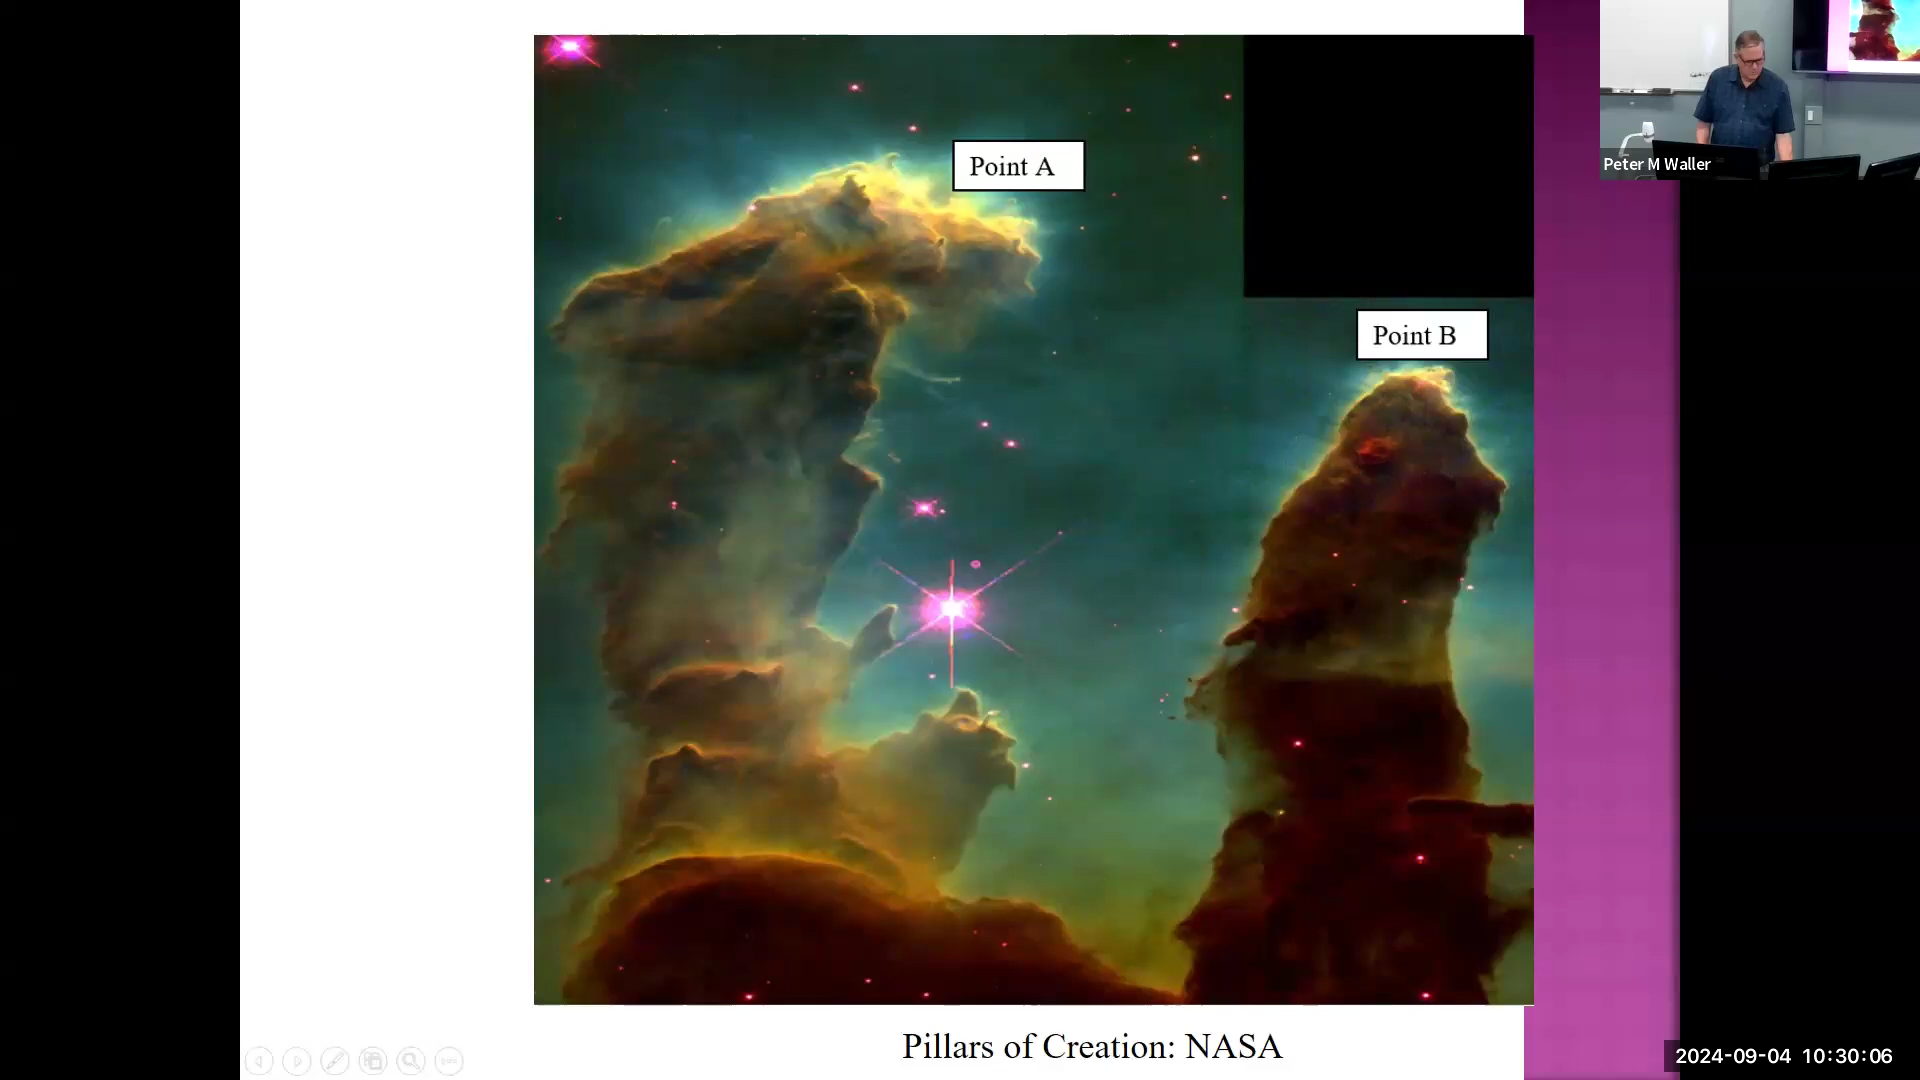 Point A
Peter M Waller
Point B
Pillars of Creation: NASA
2024-09-04 10:30:06